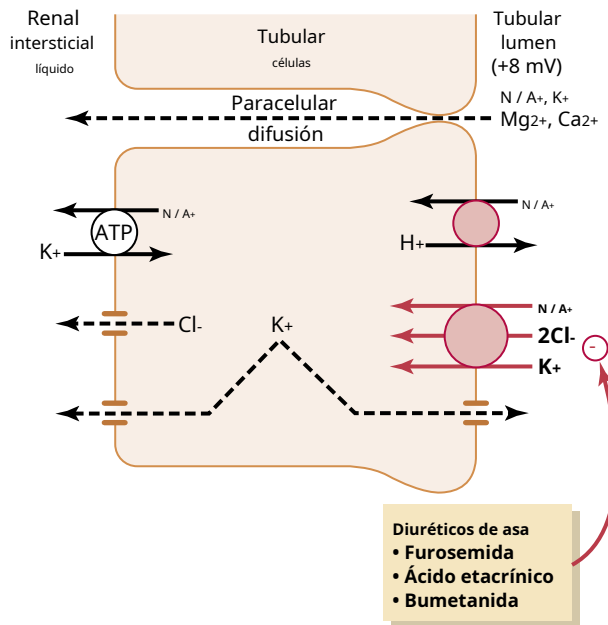 Renal
intersticial
líquido
Tubular
células
Tubular
lumen
(+8 mV)
Paracelular
difusión
N / A+, K+
Mg2+, Ca2+
N / A+
ATP
K+
N / A+
H+
Cl-
K+
N / A+
2Cl-
-
K+
Diuréticos de asa
• Furosemida
• Ácido etacrínico
• Bumetanida